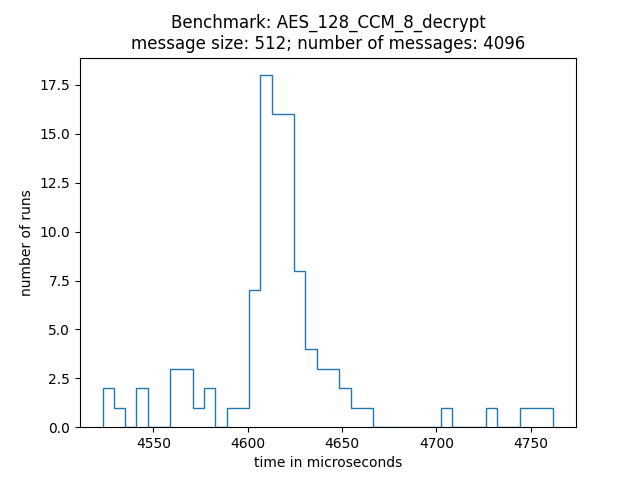 Benchmark: AES_128_CCM_8_decrypt
message size: 512; number of messages: 4096
number of runs
17.5
15.0
12.5
10.0
7.5
5.0
2.5
0.0
4550 4600 4650 4700 4750
time in microseconds